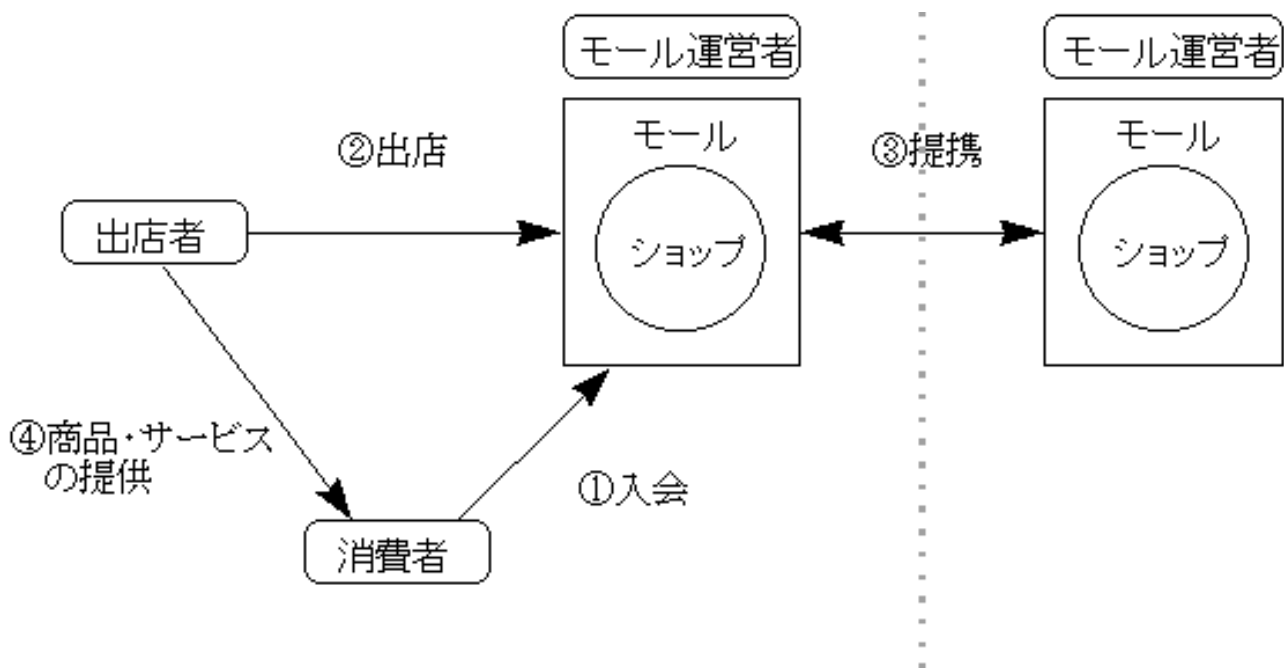 モール運営者
モール運営者
モール
モール
②出店
③提携
出店者
ショップ
ショップ
④商品・サービス
の提供
①入会
消費者